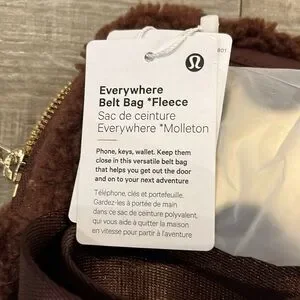 Everywhere
Belt Bag *Fleece
Sac de ceinture
Everywhere *Molleton
Phone, keys, wallet. Keep them
close in this versatile belt bag
that helps you get out the door
and on to your next adventure
Téléphone, clés et portefeuille.
Gardez-les à portée de main
dans ce sac de ceinture polyvalent,
qui vous aide à quitter la maison
en vitesse pour partir à l'aventure